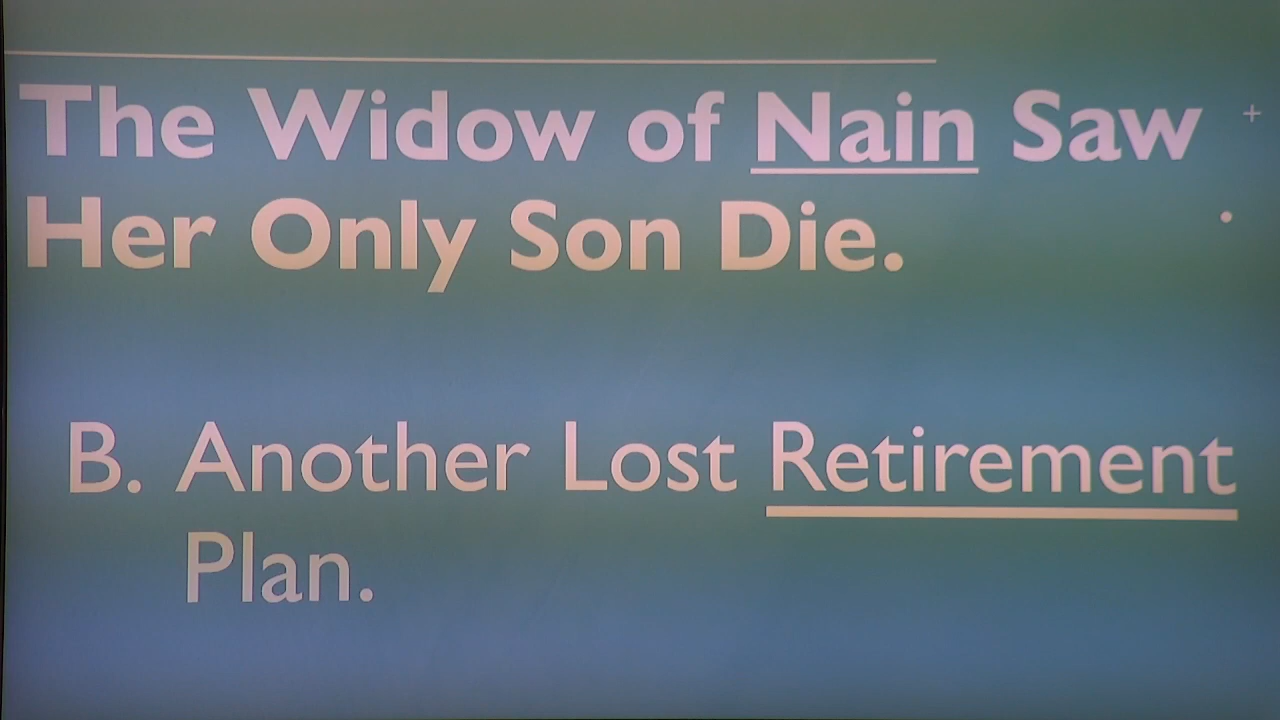 The Widow of Nain Saw
Her Only Son Die.
B. Another Lost Retirement
Plan.